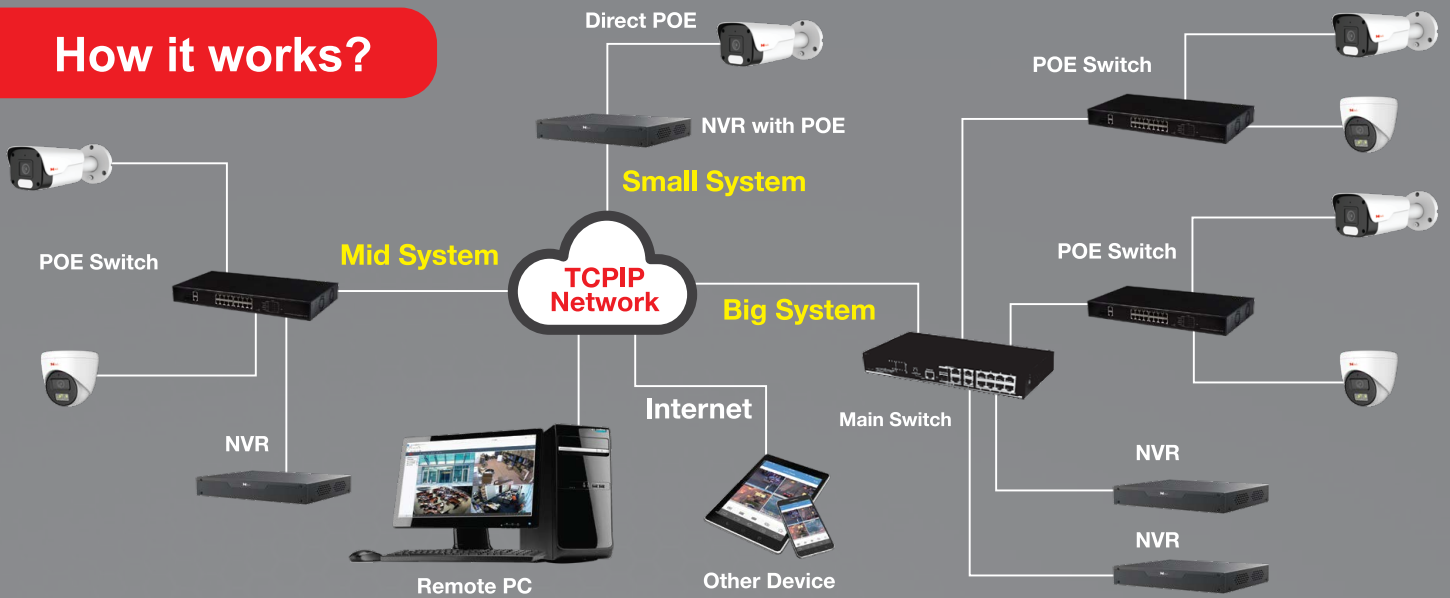 How it works?
Direct POE
POE Switch
NVR with POE
Small System
Mid System
POE Switch
POE Switch
TCPIP
Network
Big System
Internet
Main Switch
NVR
NVR
NVR
Remote PC
Other Device